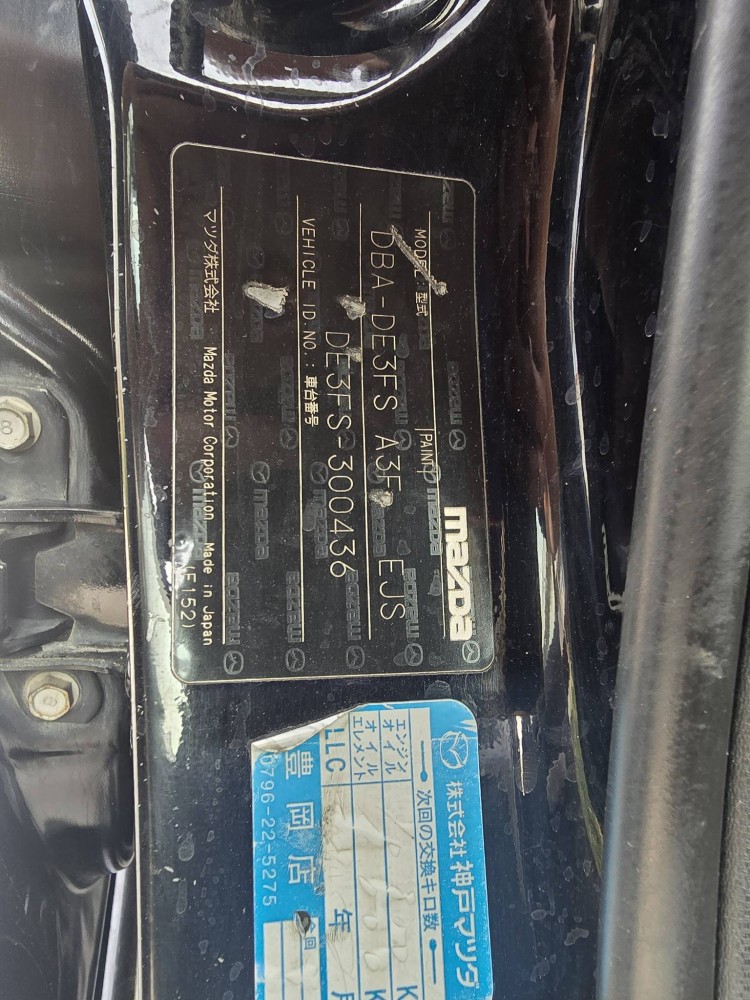 mazda
MODEL:型式 PAINT
DBA-DE3FS A3F EJS
VEHICLE ID.NO.:車台番号
DE3FS 300436
マツダ株式会社 Mazda Motor Corporation Made in Japan
(F152)
株式会社 神戸マツダ
次回の交換キロ数
エンジンオイル K
オイルエレメント K
LLC 年 月
豊岡店 今回
0796-22-5275